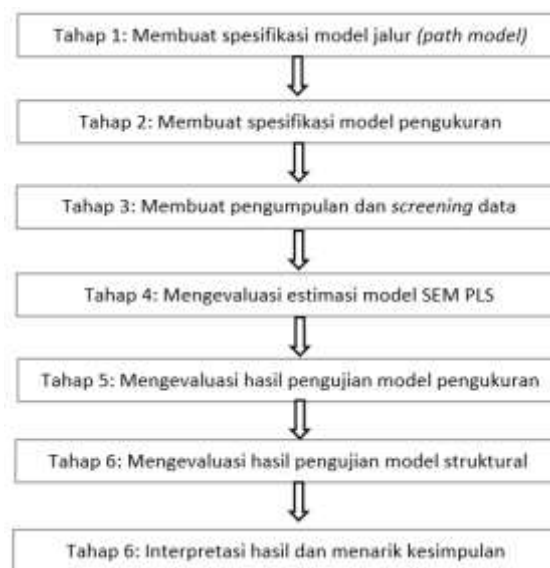 Tahap 1: Membuat spesifikasi model jalur (path model)
Tahap 2: Membuat spesifikasi model pengukuran
Tahap 3: Membuat pengumpulan dan screening data
Tahap 4: Mengevaluasi estimasi model SEM PLS
Tahap 5: Mengevaluasi hasil pengujian model pengukuran
Tahap 6: Mengevaluasi hasil pengujian model struktural
Tahap 6: Interpretasi hasil dan menarik kesimpulan